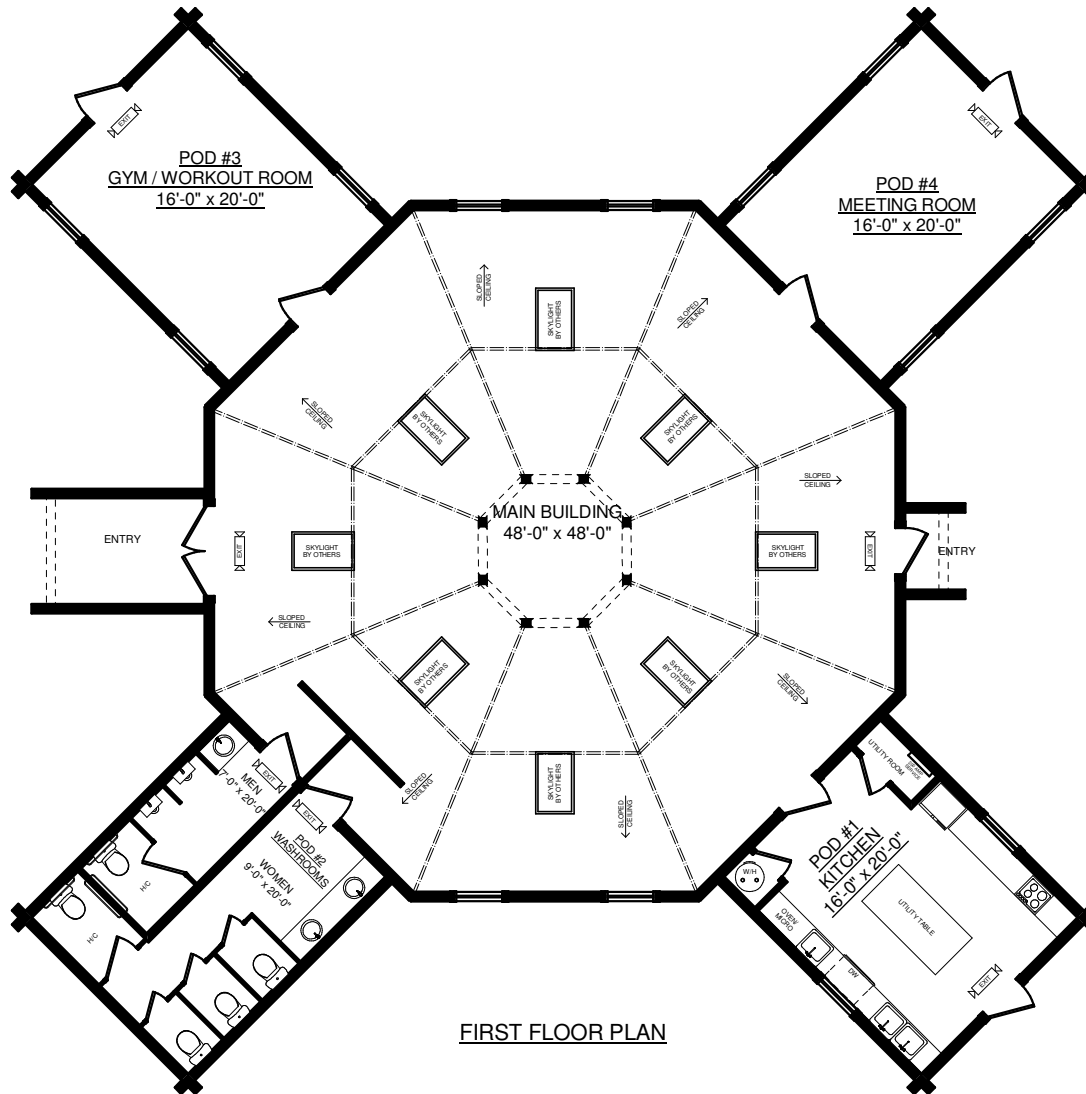 EXIT
EXIT
POD #3
GYM / WORKOUT ROOM
16'-0" x 20'-0"
POD #4
MEETING ROOM
16'-0" x 20'-0"
SLOPED
CEILING
SLOPED
CEILING
SKYLIGHT
BY OTHERS
SLOPED
CEILING
SKYLIGHT
BY OTHERS
SKYLIGHT
BY OTHERS
SLOPED
CEILING
MAIN BUILDING
48'-0" x 48'-0"
ENTRY
EXIT
SKYLIGHT
BY OTHERS
SKYLIGHT
BY OTHERS
EXIT
ENTRY
SLOPED
CEILING
SKYLIGHT
BY OTHERS
SKYLIGHT
BY OTHERS
SLOPED
CEILING
SKYLIGHT
BY OTHERS
SLOPED
CEILING
SLOPED
CEILING
EXIT
MEN
7'-0" x 20'-0"
EXIT
POD #2
WASHROOMS
WOMEN
9'-0" x 20'-0"
H/C
H/C
UTILITY ROOM
POD #1
KITCHEN
16'-0" x 20'-0"
W/H
OVEN/
MICRO
DW
UTILITY TABLE
EXIT
FIRST FLOOR PLAN